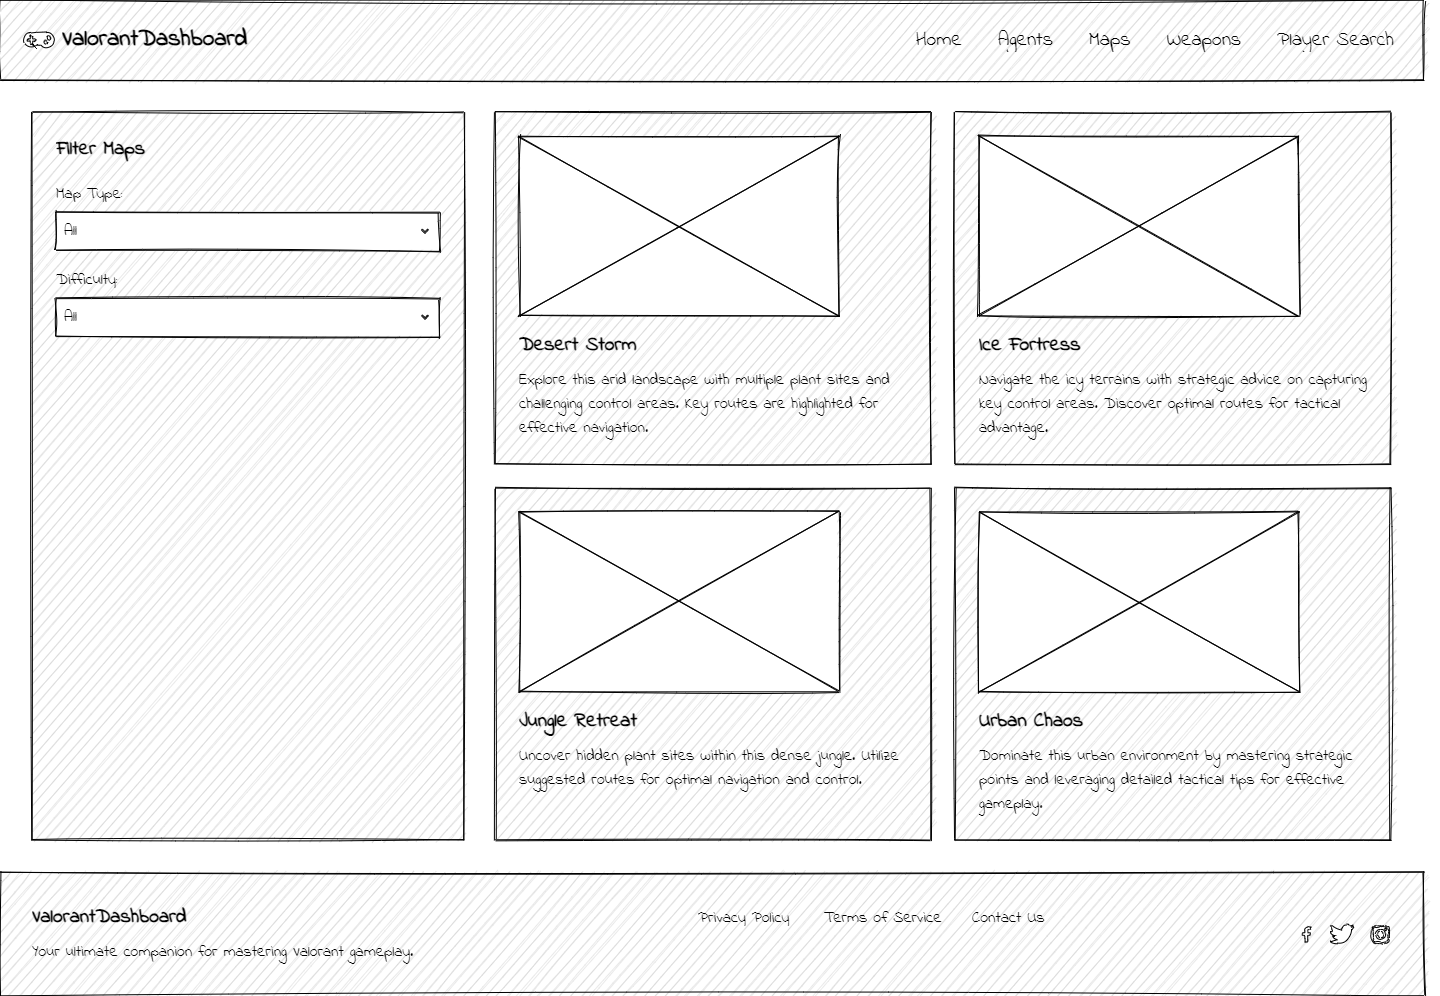 ValorantDashboard
Home Agents Maps Weapons Player Search
Filter Maps
Map Type:
All
Difficulty:
All
Desert Storm
Explore this arid landscape with multiple plant sites and
challenging control areas. Key routes are highlighted for
effective navigation.
Ice Fortress
Navigate the icy terrains with strategic advice on capturing
key control areas. Discover optimal routes for tactical
advantage.
Jungle Retreat
Uncover hidden plant sites within this dense jungle. Utilize
suggested routes for optimal navigation and control.
Urban Chaos
Dominate this urban environment by mastering strategic
points and leveraging detailed tactical tips for effective
gameplay.
ValorantDashboard
Your ultimate companion for mastering Valorant gameplay.
Privacy Policy Terms of Service Contact Us